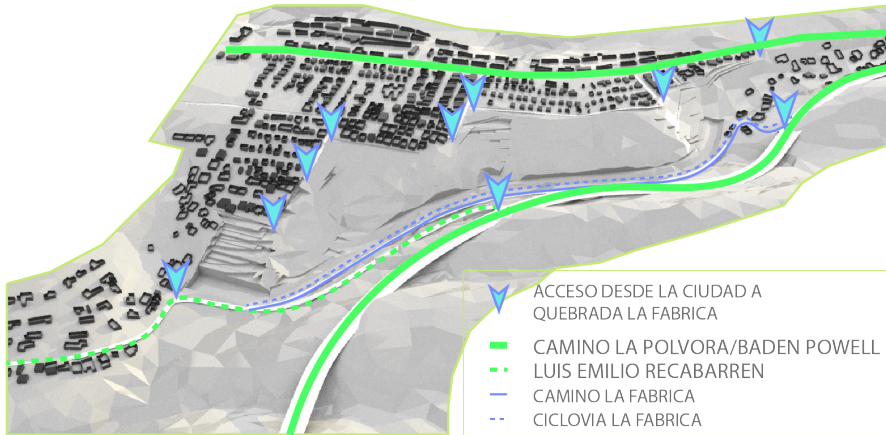 ACCESO DESDE LA CIUDAD A
QUEBRADA LA FABRICA
CAMINO LA POLVORA/BADEN POWELL
LUIS EMILIO RECABARREN
CAMINO LA FABRICA
CICLOVIA LA FABRICA